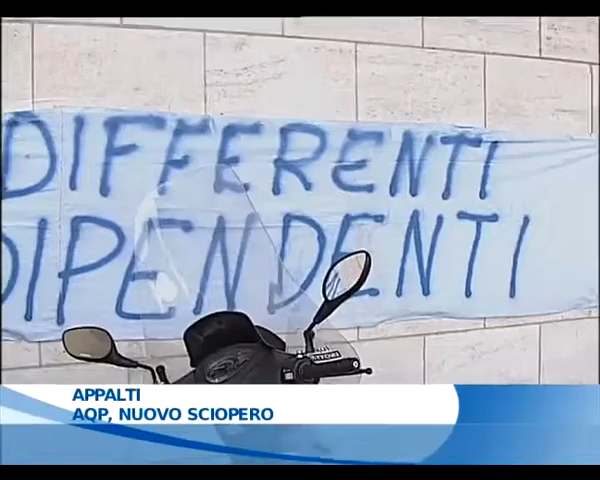 DIFFERENTI
DIPENDENTI
APPALTI
AQP, NUOVO SCIOPERO